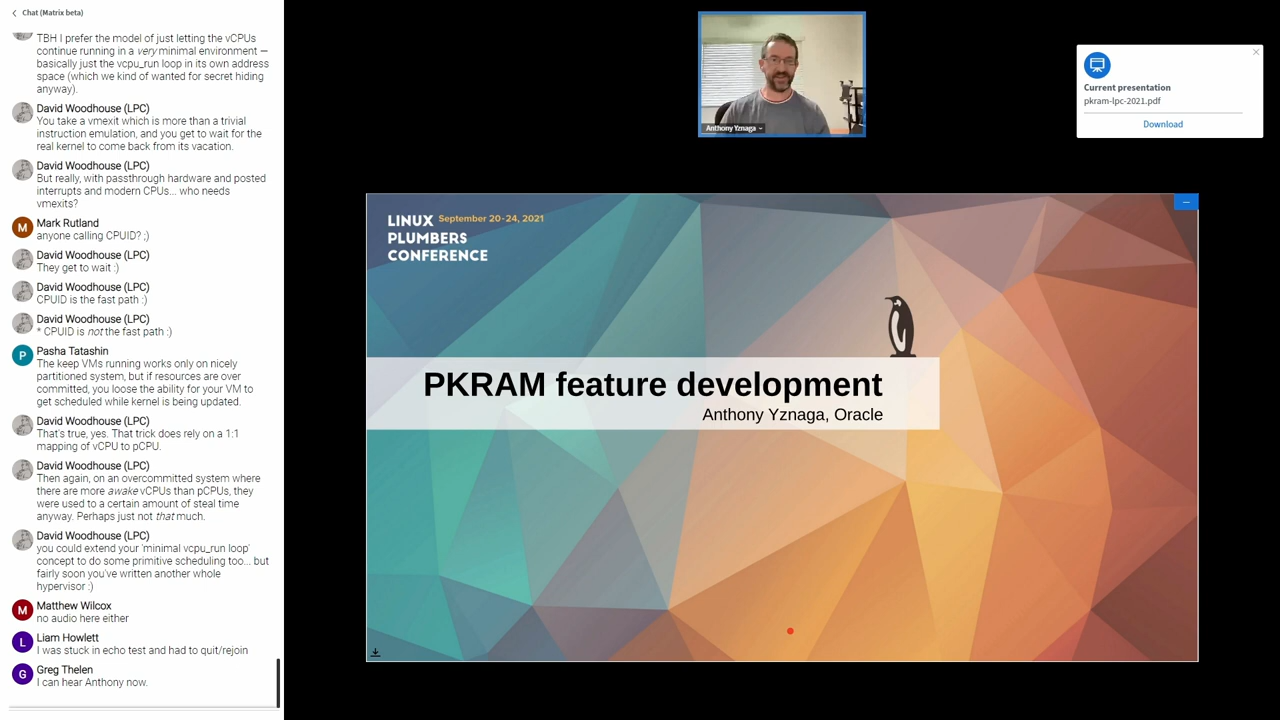 Chat (Matrix beta)
TBH I prefer the model of just letting the vCPUs
continue running in a very minimal environment —
basically just the vcpu_run loop in its own address
space (which we kind of wanted for secret hiding
anyway).
David Woodhouse (LPC)
You take a vmexit which is more than a trivial
instruction emulation, and you get to wait for the
real kernel to come back from its vacation.
David Woodhouse (LPC)
But really, with passthrough hardware and posted
interrupts and modern CPUs... who needs
vmexits?
M
Mark Rutland
anyone calling CPUID? ;)
David Woodhouse (LPC)
They get to wait :)
David Woodhouse (LPC)
CPUID is the fast path :)
David Woodhouse (LPC)
* CPUID is not the fast path :)
P
Pasha Tatashin
The keep VMs running works only on nicely
partitioned system, but if resources are over
committed, you loose the ability for your VM to
get scheduled while kernel is being updated.
David Woodhouse (LPC)
That's true, yes. That trick does rely on a 1:1
mapping of vCPU to pCPU.
David Woodhouse (LPC)
Then again, on an overcommitted system where
there are more awake vCPUs than pCPUs, they
were used to a certain amount of steal time
anyway. Perhaps just not that much.
David Woodhouse (LPC)
you could extend your 'minimal vcpu_run loop'
concept to do some primitive scheduling too... but
fairly soon you've written another whole
hypervisor :)
M
Matthew Wilcox
no audio here either
L
Liam Howlett
I was stuck in echo test and had to quit/rejoin
G
Greg Thelen
I can hear Anthony now.
Anthony Yznaga
Current presentation
pkram-lpc-2021.pdf
Download
LINUX September 20-24, 2021
PLUMBERS
CONFERENCE
PKRAM feature development
Anthony Yznaga, Oracle